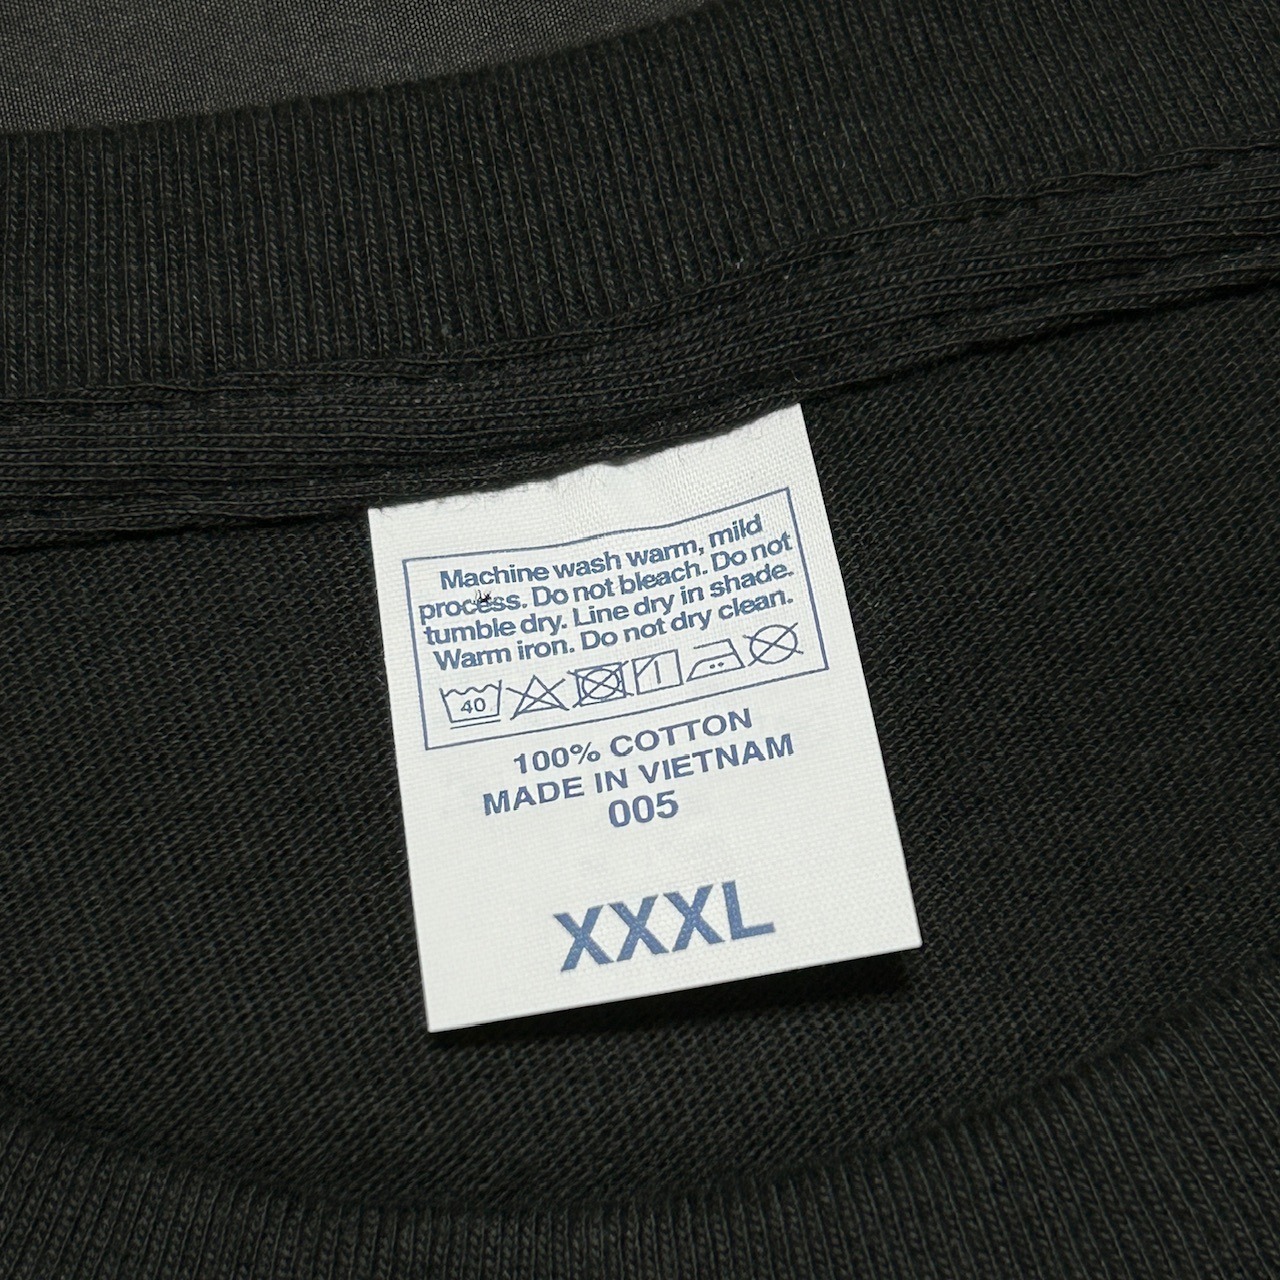 Machine wash warm, mild
process. Do not bleach. Do not
tumble dry. Line dry in shade.
Warm iron. Do not dry clean.
40
100% COTTON
MADE IN VIETNAM
005
XXXL